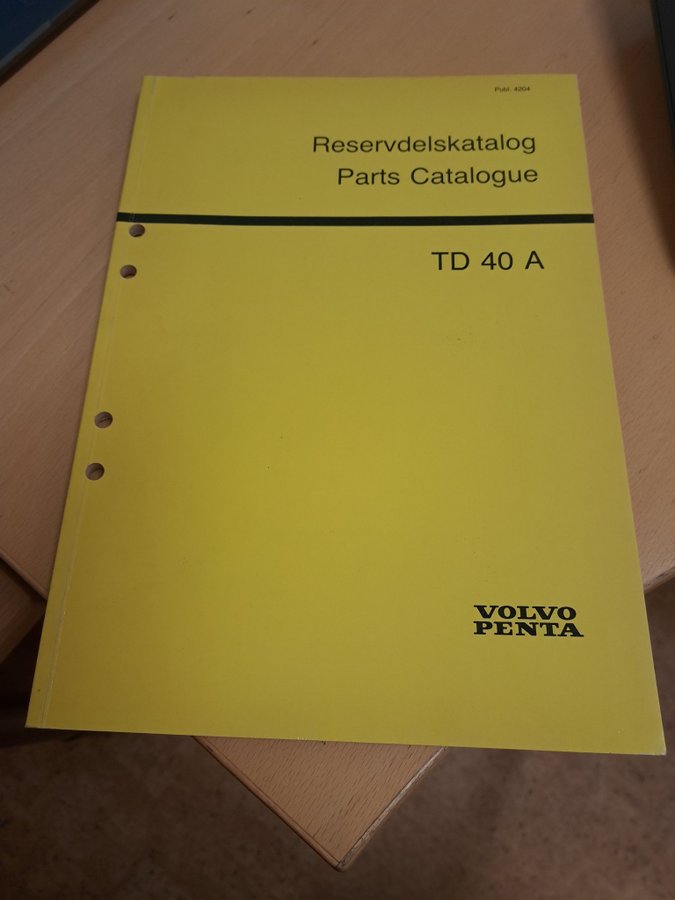 Publ. 4204
Reservdelskatalog
Parts Catalogue
TD 40 A
VOLVO
PENTA